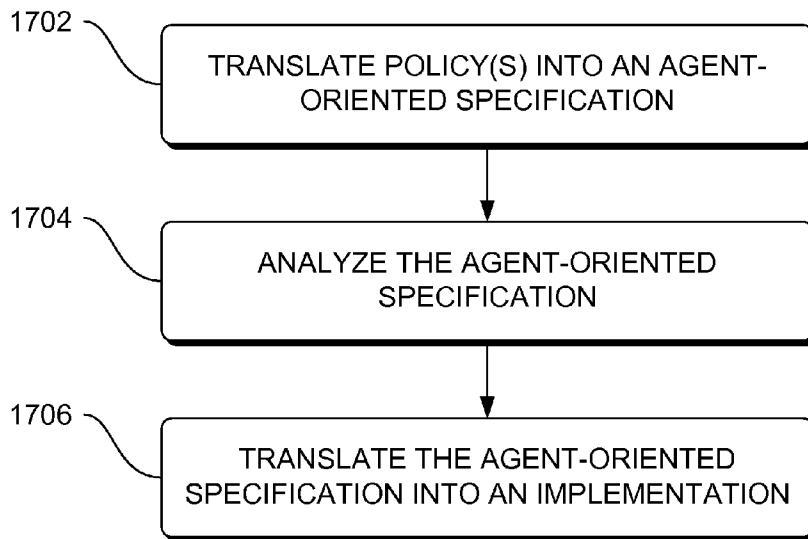 1702
TRANSLATE POLICY(S) INTO AN AGENT-
ORIENTED SPECIFICATION
1704
ANALYZE THE AGENT-ORIENTED
SPECIFICATION
1706
TRANSLATE THE AGENT-ORIENTED
SPECIFICATION INTO AN IMPLEMENTATION